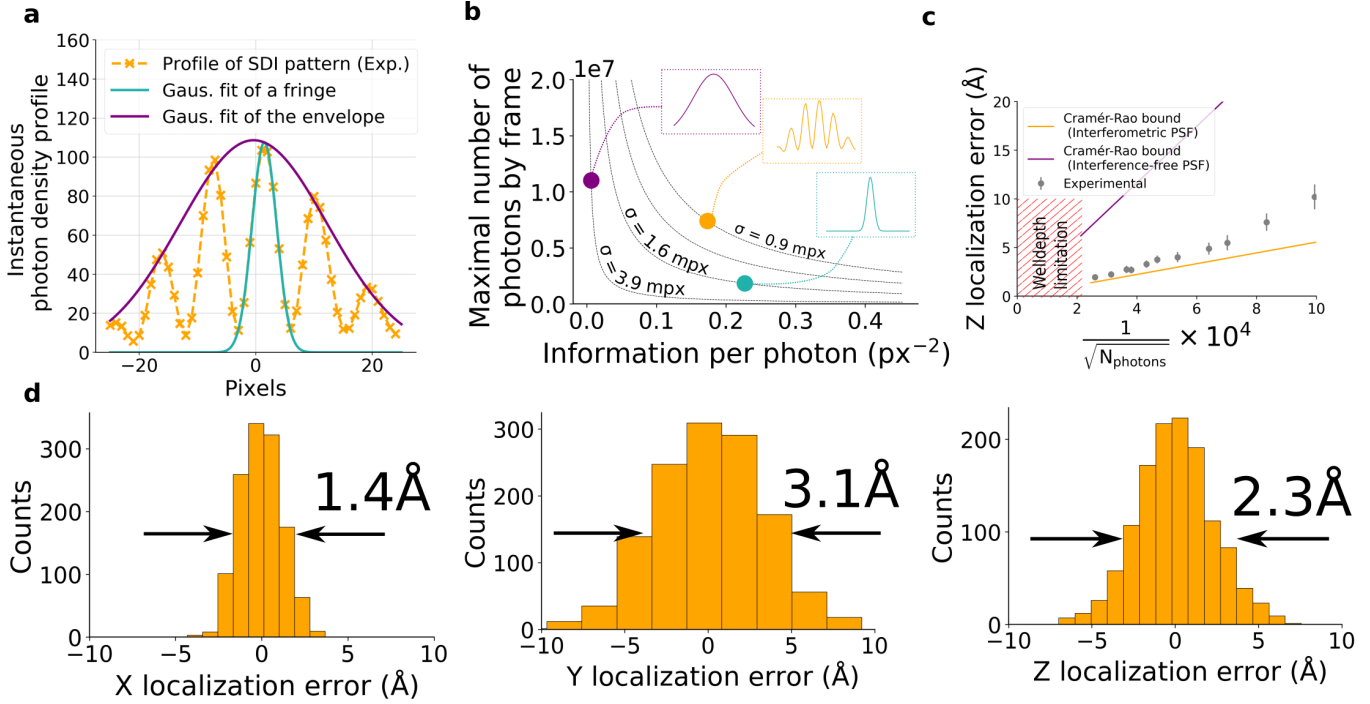 a
Instantaneous
photon density profile
160
140
120
100
80
60
40
20
0
−20
0
20
Pixels
Profile of SDI pattern (Exp.)
Gaus. fit of a fringe
Gaus. fit of the envelope
b
Maximal number of
photons by frame
1e7
2.0
1.5
1.0
0.5
0.0
0.0
0.1
0.2
0.3
0.4
Information per photon (px⁻²)
σ = 0.9 mpx
σ = 1.6 mpx
σ =3.9 mpx
c
Z localization error (Å)
20
15
10
5
0
0
2
4
6
8
10
1/√N_photons × 10⁴
Cramér-Rao bound
(Interferometric PSF)
Cramér-Rao bound
(Interference-free PSF)
Experimental
Welldepth
limitation
d
Counts
300
200
100
0
−10
−5
0
5
10
X localization error (Å)
1.4Å
Counts
300
200
100
0
−10
−5
0
5
10
Y localization error (Å)
3.1Å
Counts
200
100
0
−10
−5
0
5
10
Z localization error (Å)
2.3Å